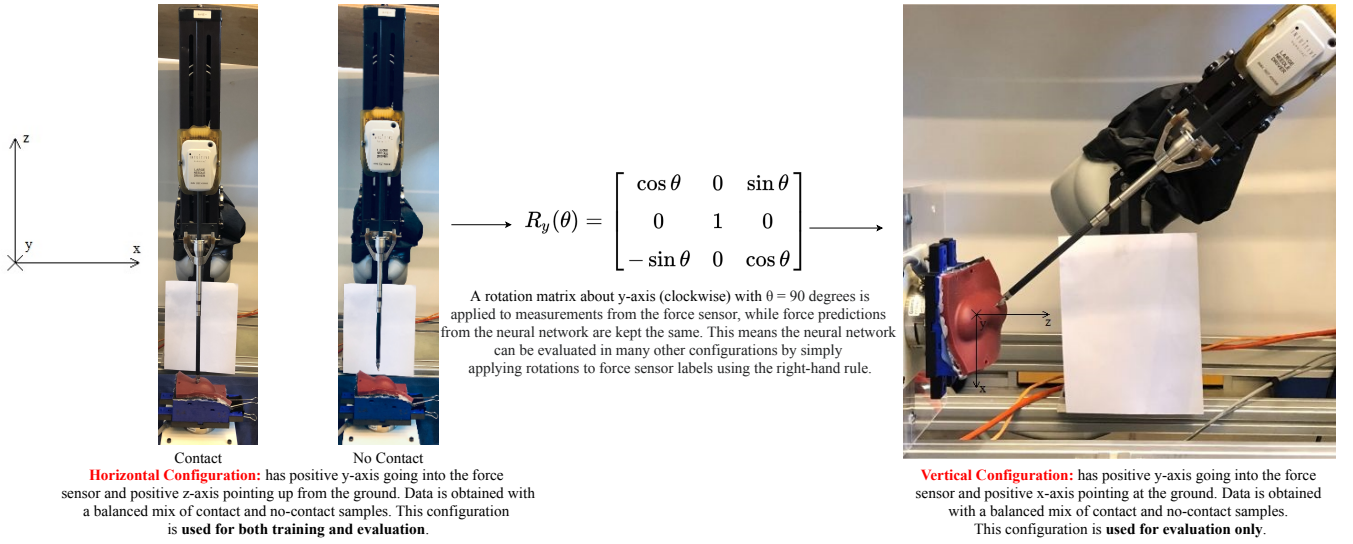 z
y
x
LARGE
NEEDLE
DRIVER
Contact
No Contact
Horizontal Configuration: has positive y-axis going into the force
sensor and positive z-axis pointing up from the ground. Data is obtained with
a balanced mix of contact and no-contact samples. This configuration
is used for both training and evaluation.
R_y(θ) =
cos θ 0 sin θ
0 1 0
− sin θ 0 cos θ
A rotation matrix about y-axis (clockwise) with θ = 90 degrees is
applied to measurements from the force sensor, while force predictions
from the neural network are kept the same. This means the neural network
can be evaluated in many other configurations by simply
applying rotations to force sensor labels using the right-hand rule.
LARGE
NEEDLE
DRIVER
y
z
x
Vertical Configuration: has positive y-axis going into the force
sensor and positive x-axis pointing at the ground. Data is obtained
with a balanced mix of contact and no-contact samples.
This configuration is used for evaluation only.